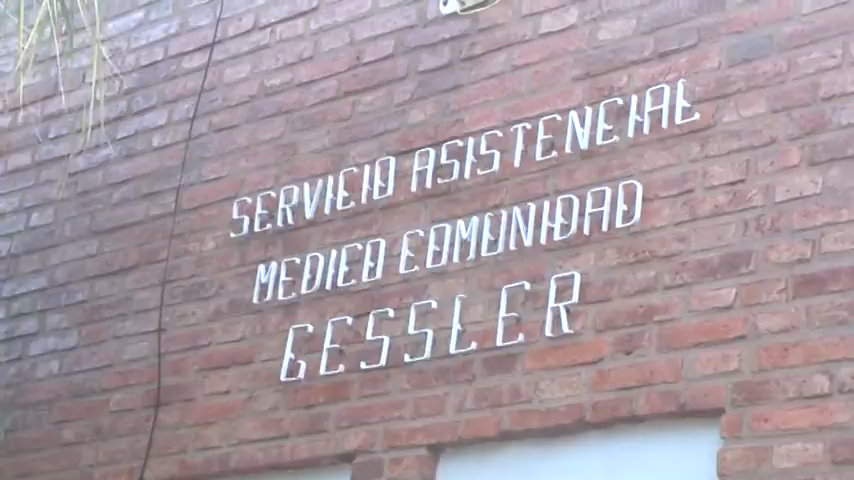 SERVICIO ASISTENCIAL
MEDICO COMUNIDAD
GESSLER